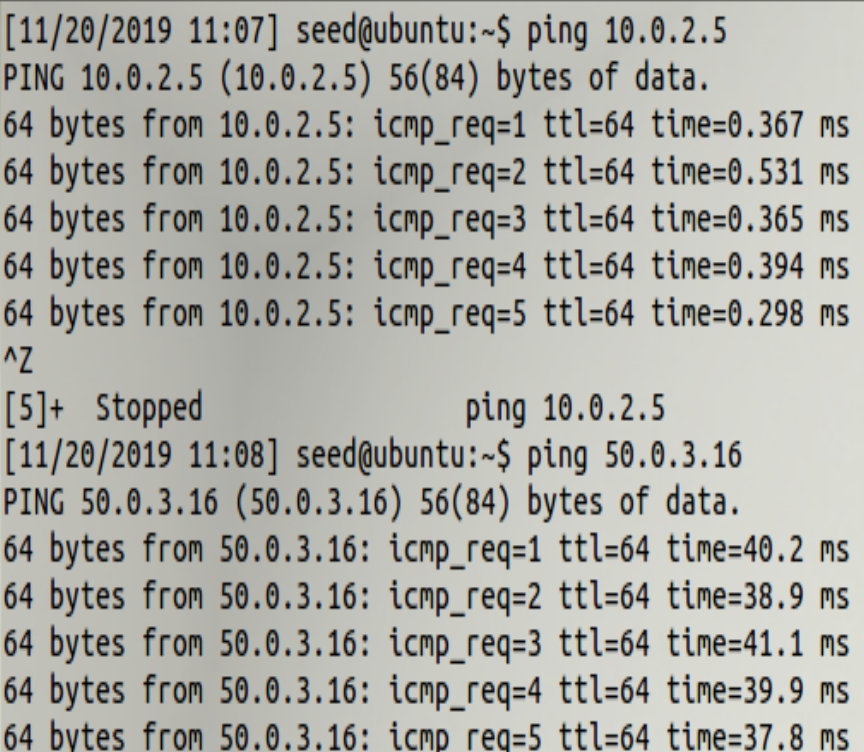 [11/20/2019 11:07] seed@ubuntu:~$ ping 10.0.2.5
PING 10.0.2.5 (10.0.2.5) 56(84) bytes of data.
64 bytes from 10.0.2.5: icmp_req=1 ttl=64 time=0.367 ms
64 bytes from 10.0.2.5: icmp_req=2 ttl=64 time=0.531 ms
64 bytes from 10.0.2.5: icmp_req=3 ttl=64 time=0.365 ms
64 bytes from 10.0.2.5: icmp_req=4 ttl=64 time=0.394 ms
64 bytes from 10.0.2.5: icmp_req=5 ttl=64 time=0.298 ms
^Z
[5]+  Stopped                 ping 10.0.2.5
[11/20/2019 11:08] seed@ubuntu:~$ ping 50.0.3.16
PING 50.0.3.16 (50.0.3.16) 56(84) bytes of data.
64 bytes from 50.0.3.16: icmp_req=1 ttl=64 time=40.2 ms
64 bytes from 50.0.3.16: icmp_req=2 ttl=64 time=38.9 ms
64 bytes from 50.0.3.16: icmp_req=3 ttl=64 time=41.1 ms
64 bytes from 50.0.3.16: icmp_req=4 ttl=64 time=39.9 ms
64 bytes from 50.0.3.16: icmp_req=5 ttl=64 time=37.8 ms